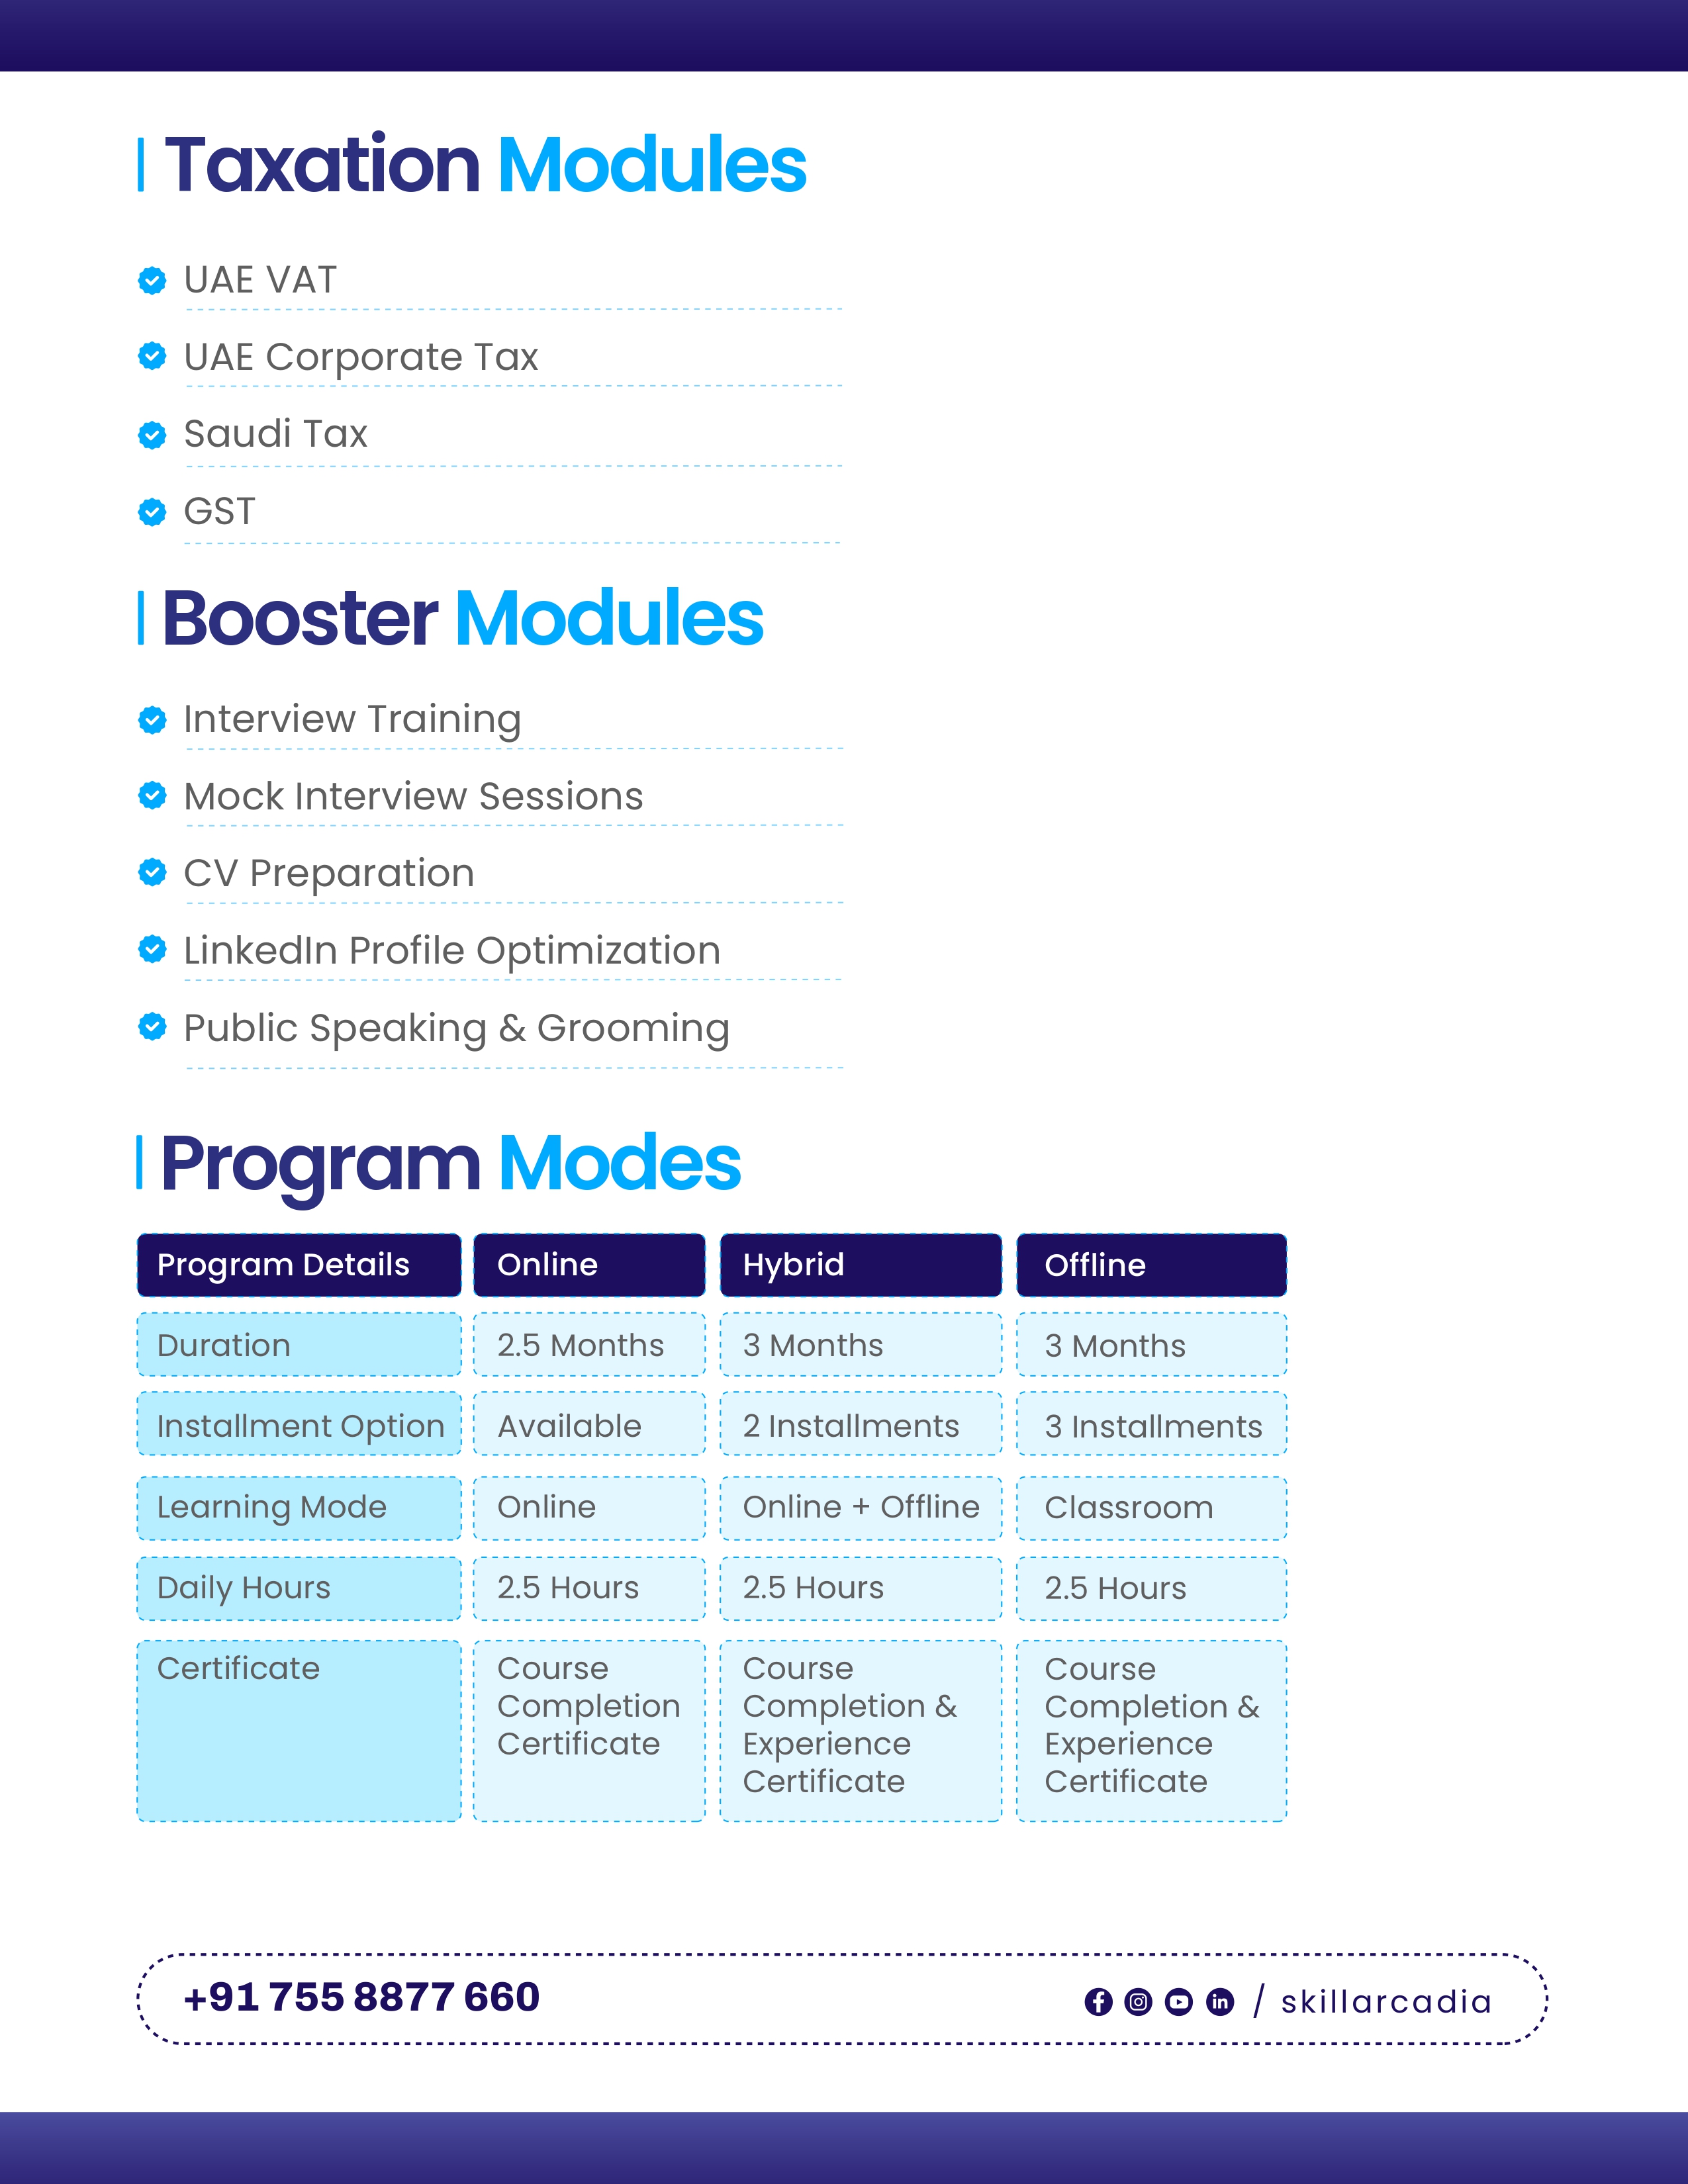 Taxation Modules
UAE VAT
UAE Corporate Tax
Saudi Tax
GST
Booster Modules
Interview Training
Mock Interview Sessions
CV Preparation
LinkedIn Profile Optimization
Public Speaking & Grooming
Program Modes
Program Details Online Hybrid Offline
Duration 2.5 Months 3 Months 3 Months
Installment Option Available 2 Installments 3 Installments
Learning Mode Online Online + Offline Classroom
Daily Hours 2.5 Hours 2.5 Hours 2.5 Hours
Certificate Course Course Course
Completion Completion & Completion &
Certificate Experience Experience
Certificate Certificate
+91 755 8877 660 / skillarcadia